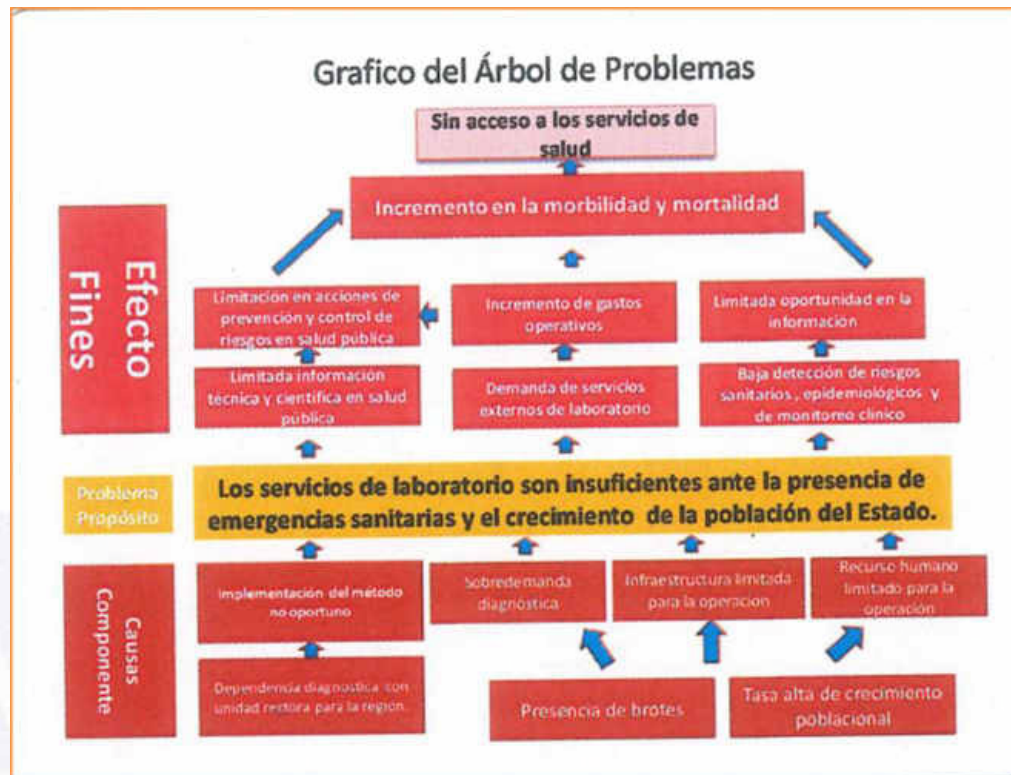 Grafico del Árbol de Problemas
Sin acceso a los servicios de
salud
Incremento en la morbilidad y mortalidad
Efecto
Fines
Limitación en acciones de
prevención y control de
riesgos en salud pública
Incremento de gastos
operativos
Limitada oportunidad en la
información
Limitada información
técnica y científica en salud
pública
Demanda de servicios
externos de laboratorio
Baja detección de riesgos
sanitarios , epidemiológicos y
de monitoreo clínico
Problema
Propósito
Los servicios de laboratorio son insuficientes ante la presencia de
emergencias sanitarias y el crecimiento de la población del Estado.
Causas
Componente
Implementación del método
no oportuno
Sobredemanda
diagnóstica
Infraestructura limitada
para la operación
Recurso humano
limitado para la
operación
Dependencia diagnostica con
unidad rectora para la región.
Presencia de brotes
Tasa alta de crecimiento
poblacional